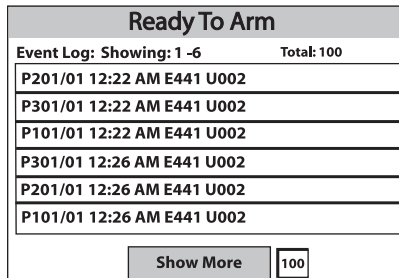 Ready To Arm
Event Log: Showing: 1 -6 Total: 100
P201/01 12:22 AM E441 U002
P301/01 12:22 AM E441 U002
P101/01 12:22 AM E441 U002
P301/01 12:26 AM E441 U002
P201/01 12:26 AM E441 U002
P101/01 12:26 AM E441 U002
Show More 100